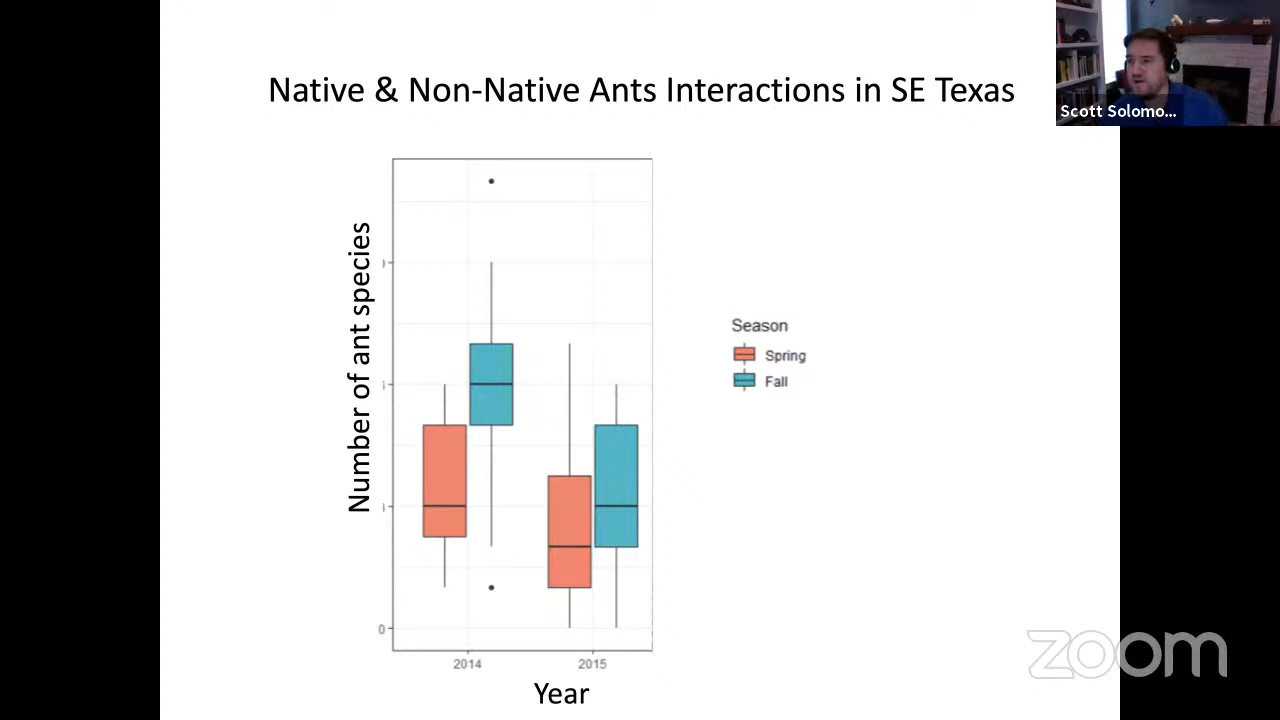 Native & Non-Native Ants Interactions in SE Texas
Scott Solomo...
Number of ant species
0
Season
Spring
Fall
2014
2015
Year
zoom